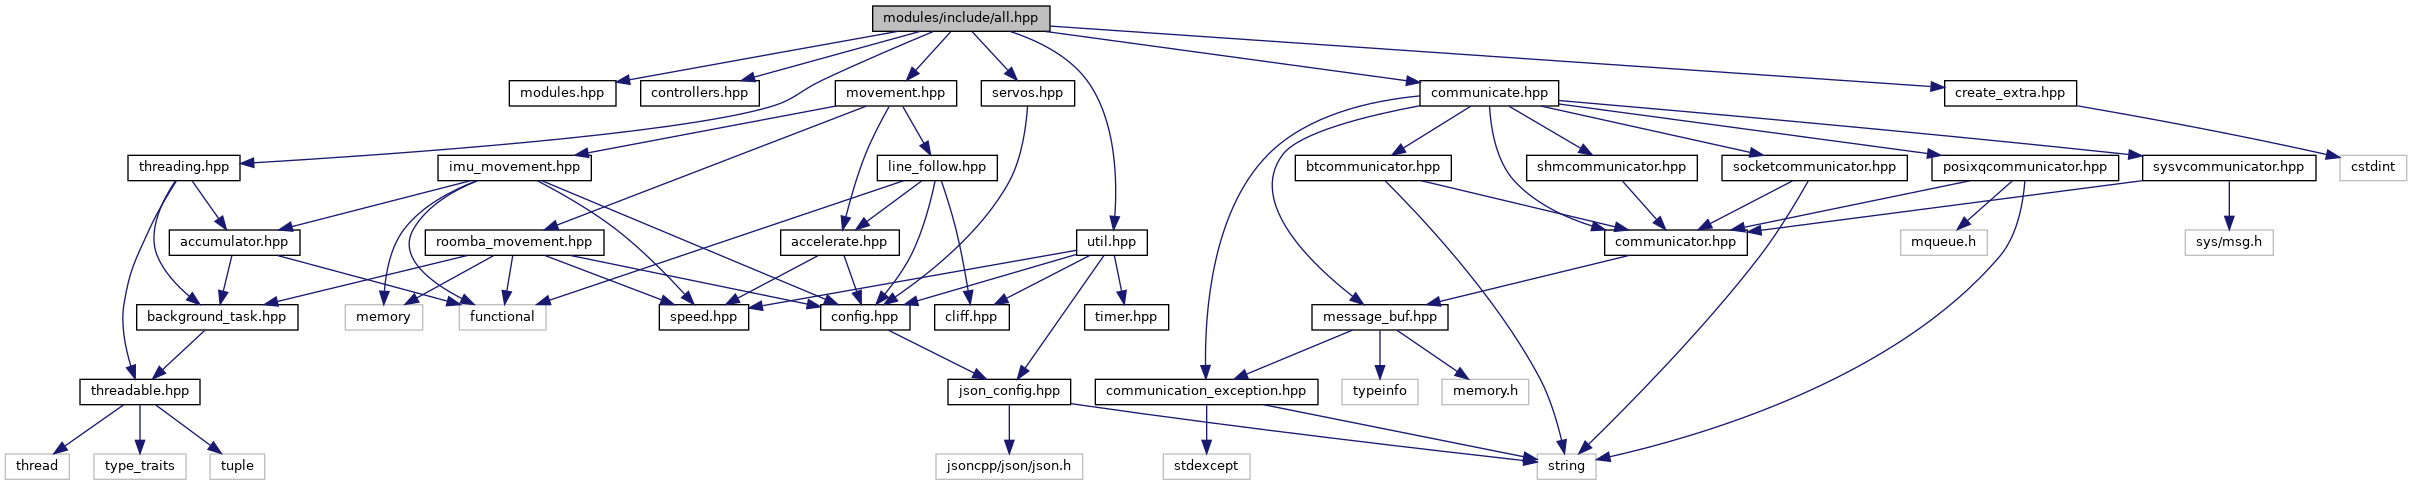 modules/include/all.hpp
modules.hpp
controllers.hpp
movement.hpp
servos.hpp
communicate.hpp
create_extra.hpp
threading.hpp
imu_movement.hpp
line_follow.hpp
btcommunicator.hpp
shmcommunicator.hpp
socketcommunicator.hpp
posixqcommunicator.hpp
sysvcommunicator.hpp
cstdint
accumulator.hpp
roomba_movement.hpp
accelerate.hpp
util.hpp
communicator.hpp
mqueue.h
sys/msg.h
background_task.hpp
memory
functional
speed.hpp
config.hpp
cliff.hpp
timer.hpp
message_buf.hpp
threadable.hpp
json_config.hpp
communication_exception.hpp
typeinfo
memory.h
thread
type_traits
tuple
jsoncpp/json/json.h
stdexcept
string